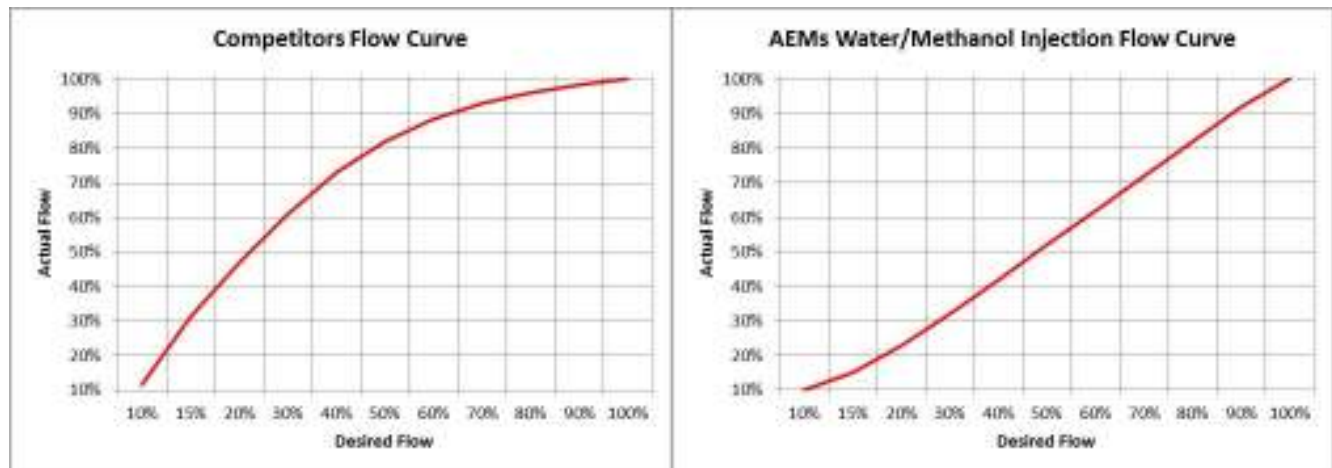 Competitors Flow Curve
100%
90%
80%
70%
60%
50%
40%
30%
20%
10%
Actual Flow
10% 15% 20% 30% 40% 50% 60% 70% 80% 90% 100%
Desired Flow
AEMs Water/Methanol Injection Flow Curve
100%
90%
80%
70%
60%
50%
40%
30%
20%
10%
Actual Flow
10% 15% 20% 30% 40% 50% 60% 70% 80% 90% 100%
Desired Flow